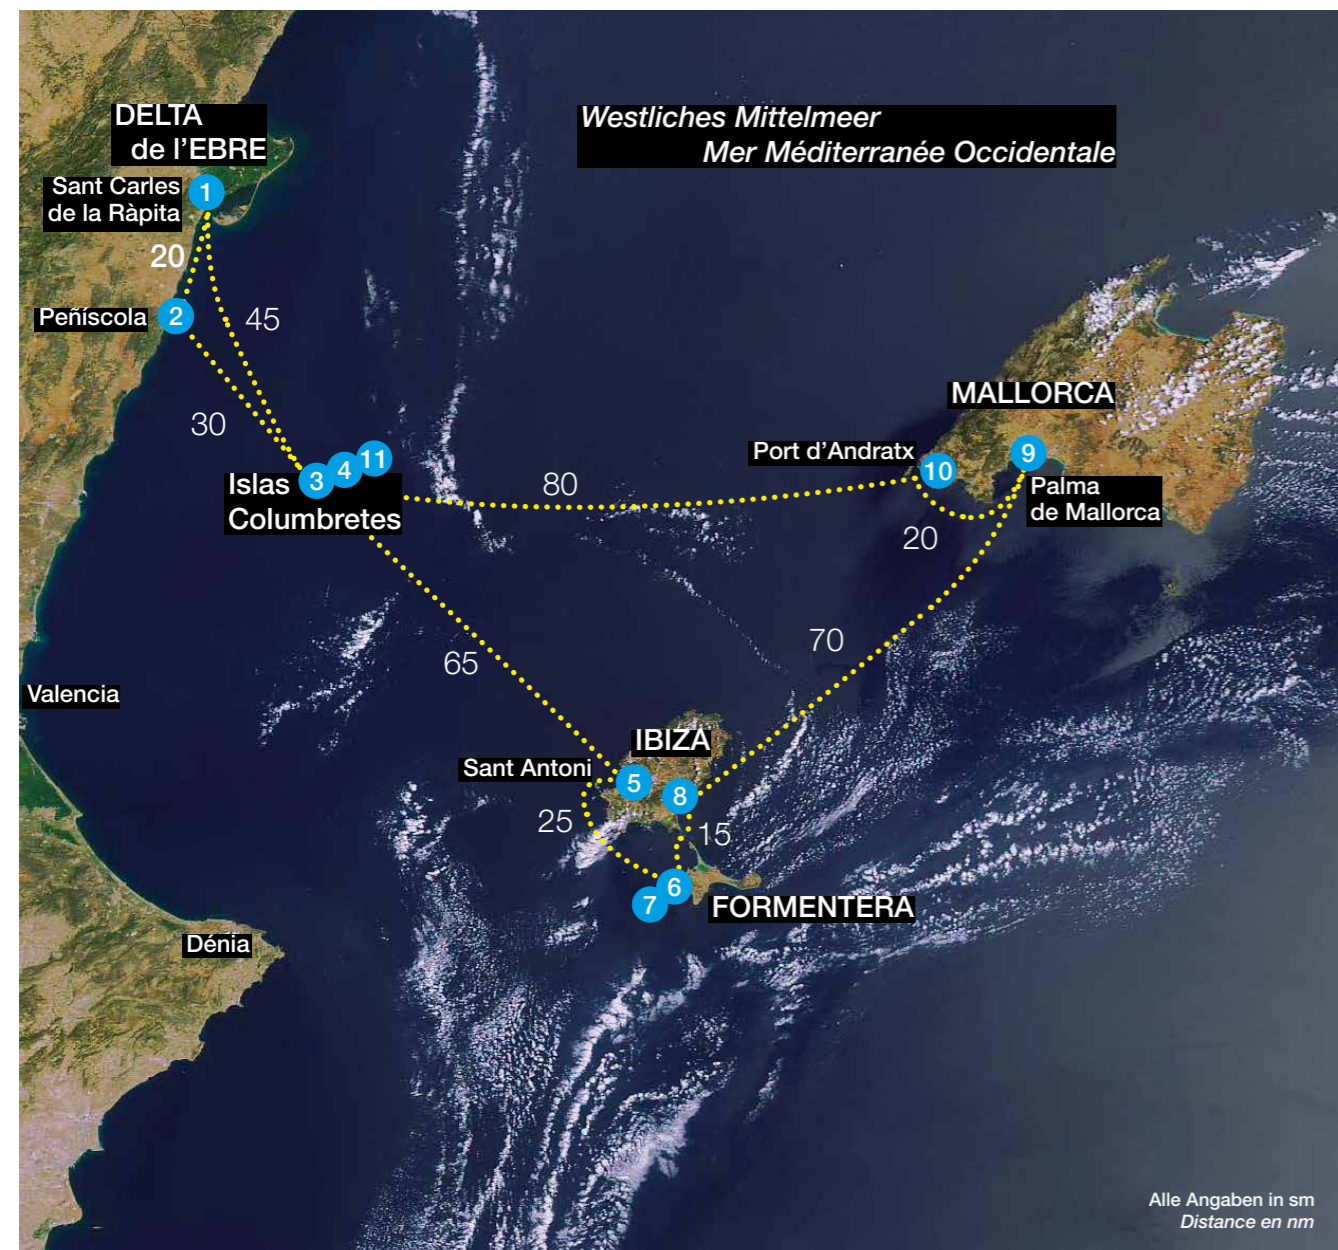 DELTA
de l'EBRE
Westliches Mittelmeer
Mer Méditerranée Occidentale
Sant Carles
de la Ràpita
1
20
Peñíscola
2
45
30
MALLORCA
Port d'Andratx
10
9
Palma
de Mallorca
20
Islas
Columbretes
3
4
11
80
65
70
Valencia
IBIZA
Sant Antoni
5
8
25
15
6
7
FORMENTERA
Dénia
Alle Angaben in sm
Distance en nm